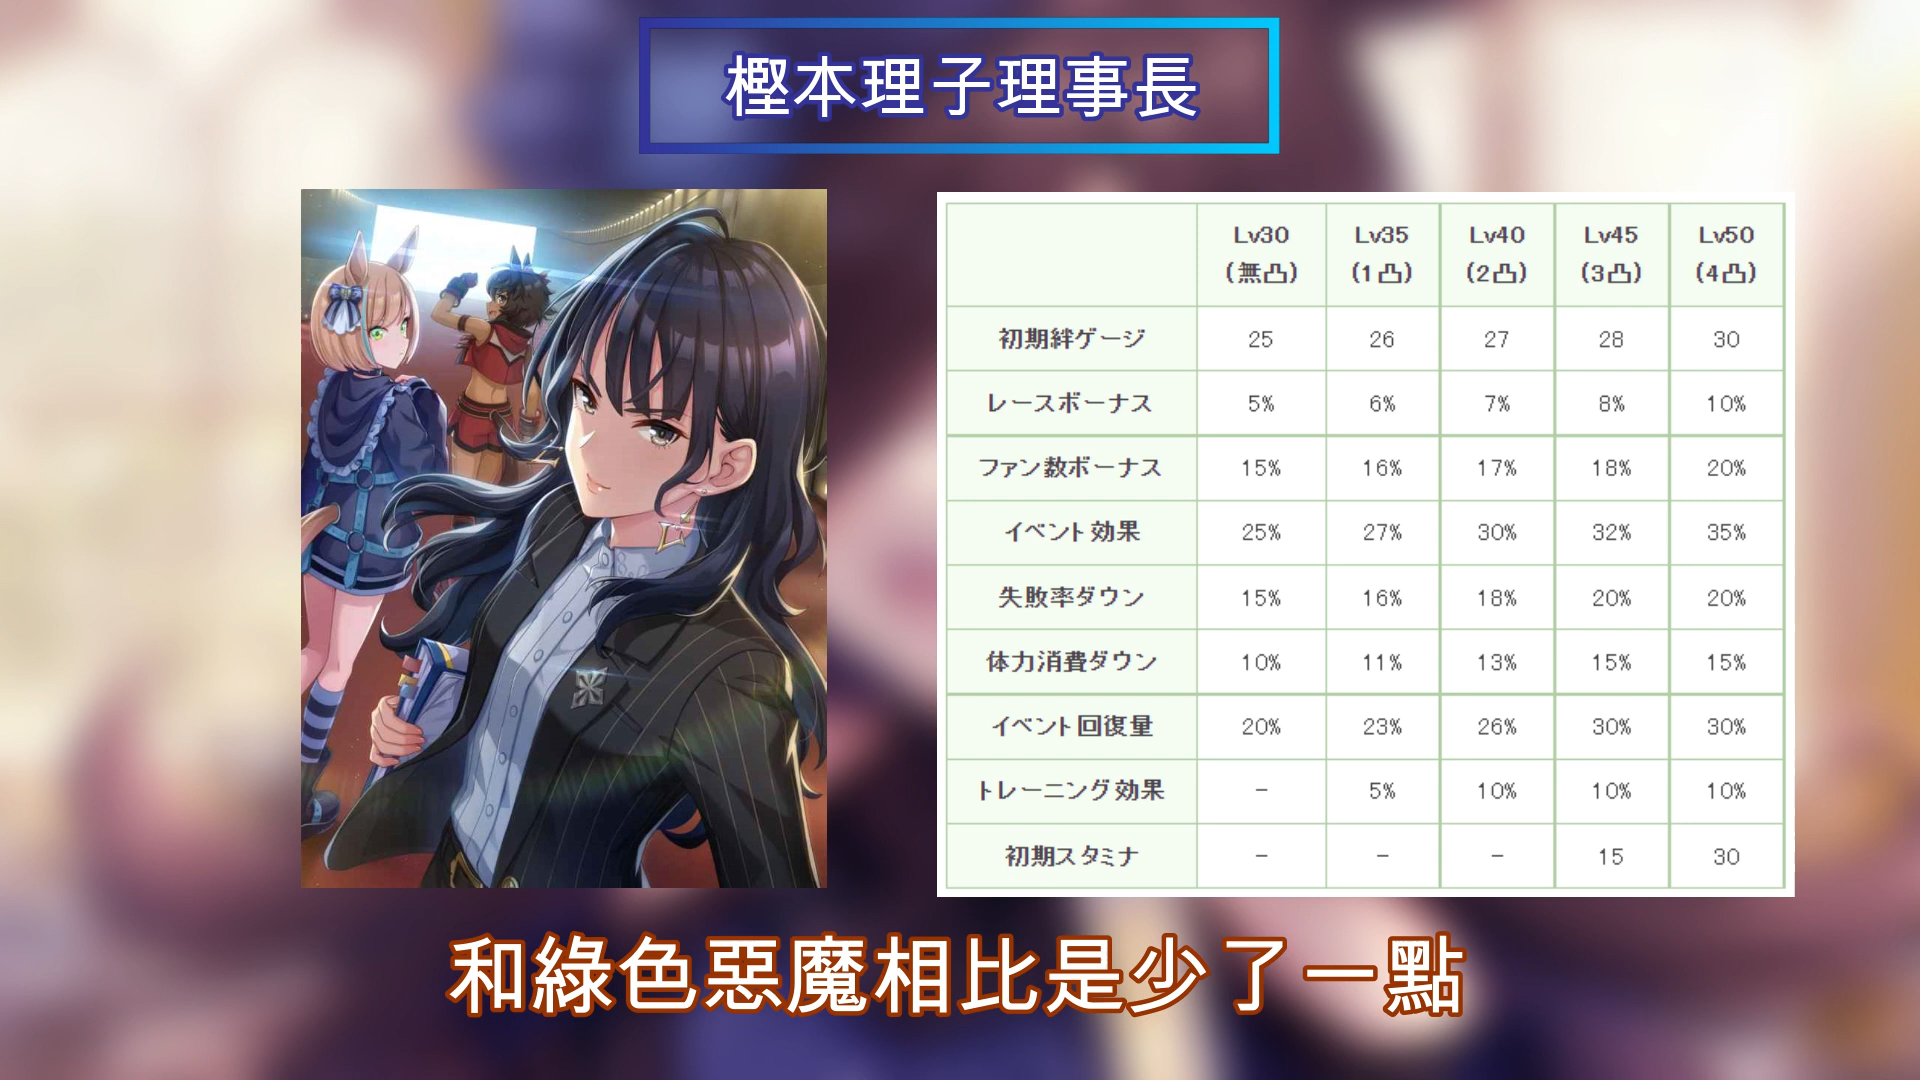 樫本理子理事長
Lv30 Lv35 Lv40 Lv45 Lv50
(無凸) (1凸) (2凸) (3凸) (4凸)
初期絆ゲージ 25 26 27 28 30
レースボーナス 5% 6% 7% 8% 10%
ファン数ボーナス 15% 16% 17% 18% 20%
イベント効果 25% 27% 30% 32% 35%
失敗率ダウン 15% 16% 18% 20% 20%
体力消費ダウン 10% 11% 13% 15% 15%
イベント回復量 20% 23% 26% 30% 30%
トレーニング効果 - 5% 10% 10% 10%
初期スタミナ - - - 15 30
和綠色惡魔相比是少了一點